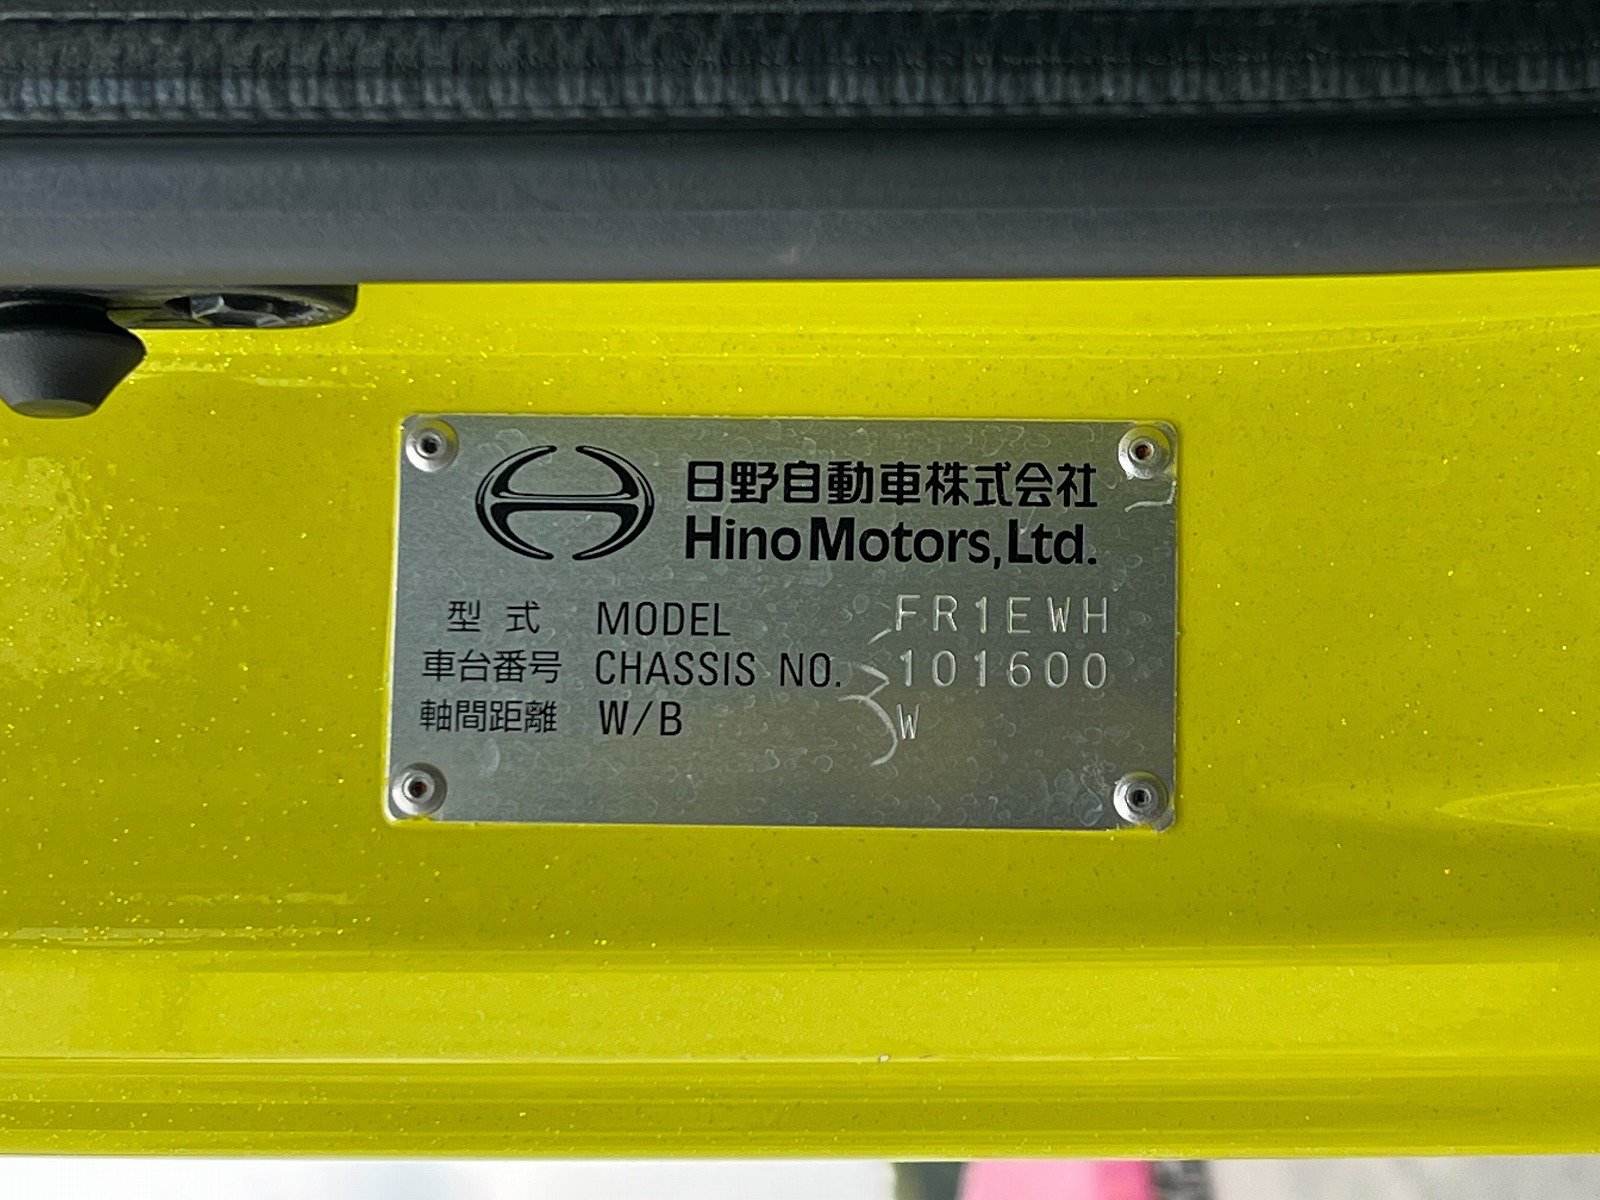 日野自動車株式会社
Hino Motors, Ltd.
型式 MODEL FR1EWH
車台番号 CHASSIS NO. 101600
軸間距離 W/B W